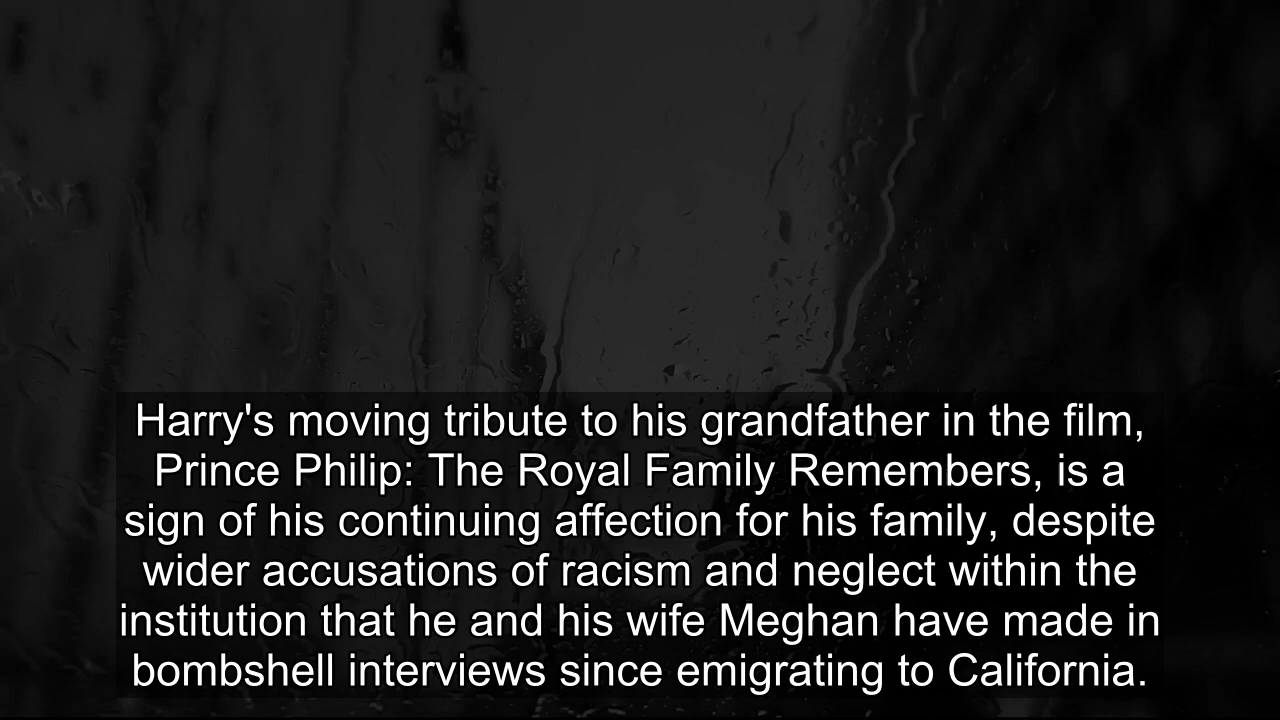 Harry's moving tribute to his grandfather in the film,
Prince Philip: The Royal Family Remembers, is a
sign of his continuing affection for his family, despite
wider accusations of racism and neglect within the
institution that he and his wife Meghan have made in
bombshell interviews since emigrating to California.